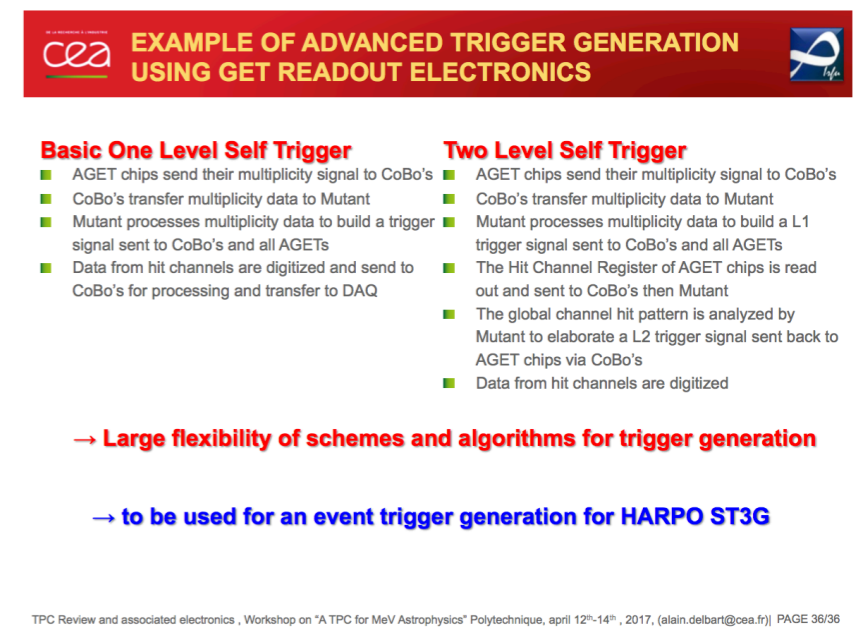 DE LA RECHERCHE À L'INDUSTRIE
cea
EXAMPLE OF ADVANCED TRIGGER GENERATION
USING GET READOUT ELECTRONICS
Irfu
Basic One Level Self Trigger
AGET chips send their multiplicity signal to CoBo's
CoBo's transfer multiplicity data to Mutant
Mutant processes multiplicity data to build a trigger
signal sent to CoBo's and all AGETs
Data from hit channels are digitized and send to
CoBo's for processing and transfer to DAQ
Two Level Self Trigger
AGET chips send their multiplicity signal to CoBo's
CoBo's transfer multiplicity data to Mutant
Mutant processes multiplicity data to build a L1
trigger signal sent to CoBo's and all AGETs
The Hit Channel Register of AGET chips is read
out and sent to CoBo's then Mutant
The global channel hit pattern is analyzed by
Mutant to elaborate a L2 trigger signal sent back to
AGET chips via CoBo's
Data from hit channels are digitized
→ Large flexibility of schemes and algorithms for trigger generation
→ to be used for an event trigger generation for HARPO ST3G
TPC Review and associated electronics , Workshop on "A TPC for MeV Astrophysics" Polytechnique, april 12th-14th , 2017, (alain.delbart@cea.fr)| PAGE 36/36